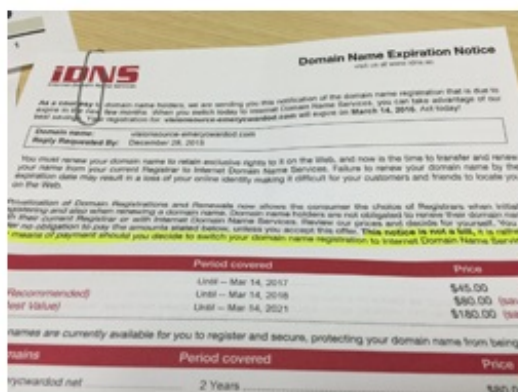 1
iDNS
Domain Name Expiration Notice
visit us at www.idns.
As a courtesy to domain name holders, we are sending you this notification of the domain name registration that is due to
expire in the next few months. When you switch today to Internet Domain Name Services, you can take advantage of our
best savings. Your registration for: visionsource-emerycwardod.com will expire on March 14, 2016. Act today!
Domain name: visionsource-emerycwardod.com
Reply Requested By: December 28, 2015
You must renew your domain name to retain exclusive rights to it on the Web, and now is the time to transfer and renew
your name from your current Registrar to Internet Domain Name Services. Failure to renew your domain name by the
expiration date may result in a loss of your online identity making it difficult for your customers and friends to locate you
on the Web.
Privatization of Domain Registrations and Renewals now allows the consumer the choice of Registrars when initial
registering and also when renewing a domain name. Domain name holders are not obligated to renew their domain name
with their current Registrar or with Internet Domain Name Services. Review our prices and decide for yourself. You
no obligation to pay the amounts stated below, unless you accept this offer. This notice is not a bill, it is rather
means of payment should you decide to switch your domain name registration to Internet Domain Name Servic
Period covered Price
Until – Mar 14, 2017 $45.00
(Recommended) Until – Mar 14, 2018 $80.00
Value) Until – Mar 14, 2021 $180.00
names are currently available for you to register and secure, protecting your domain name from being
Period covered Price
net 2 Years